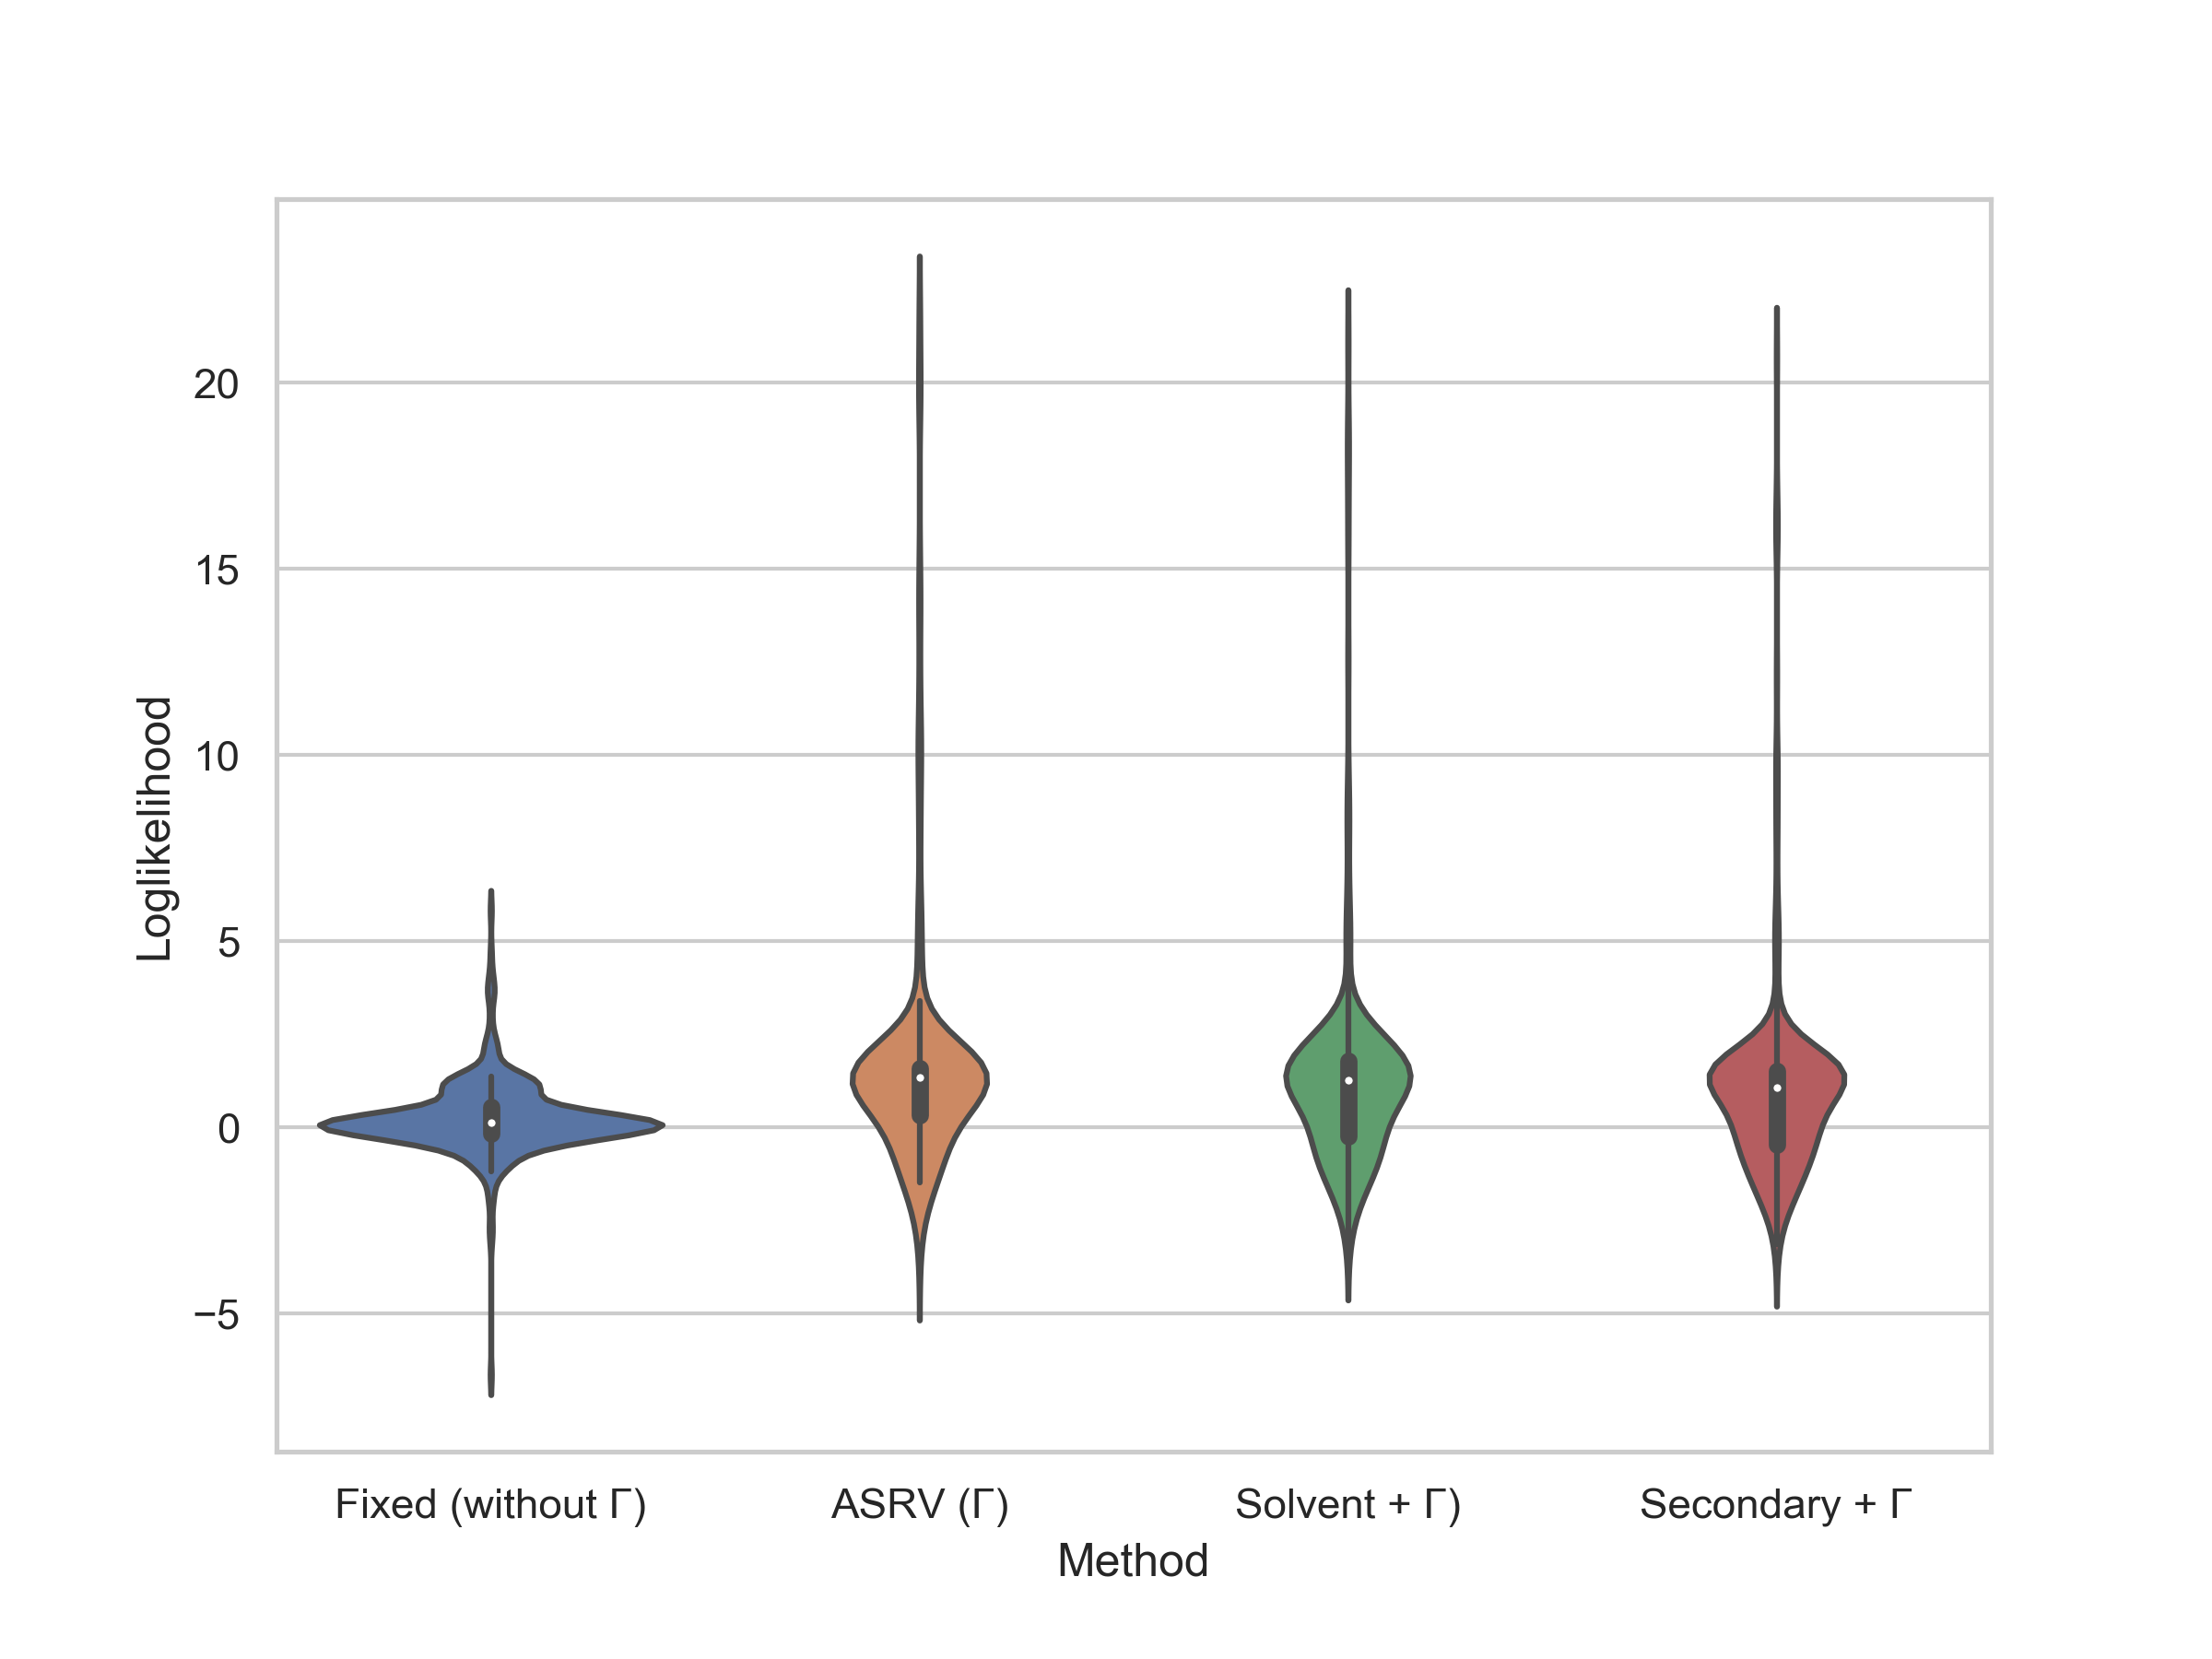 Loglikelihood
20
15
10
5
0
−5
Fixed (without Γ)
ASRV (Γ)
Solvent + Γ)
Secondary + Γ
Method